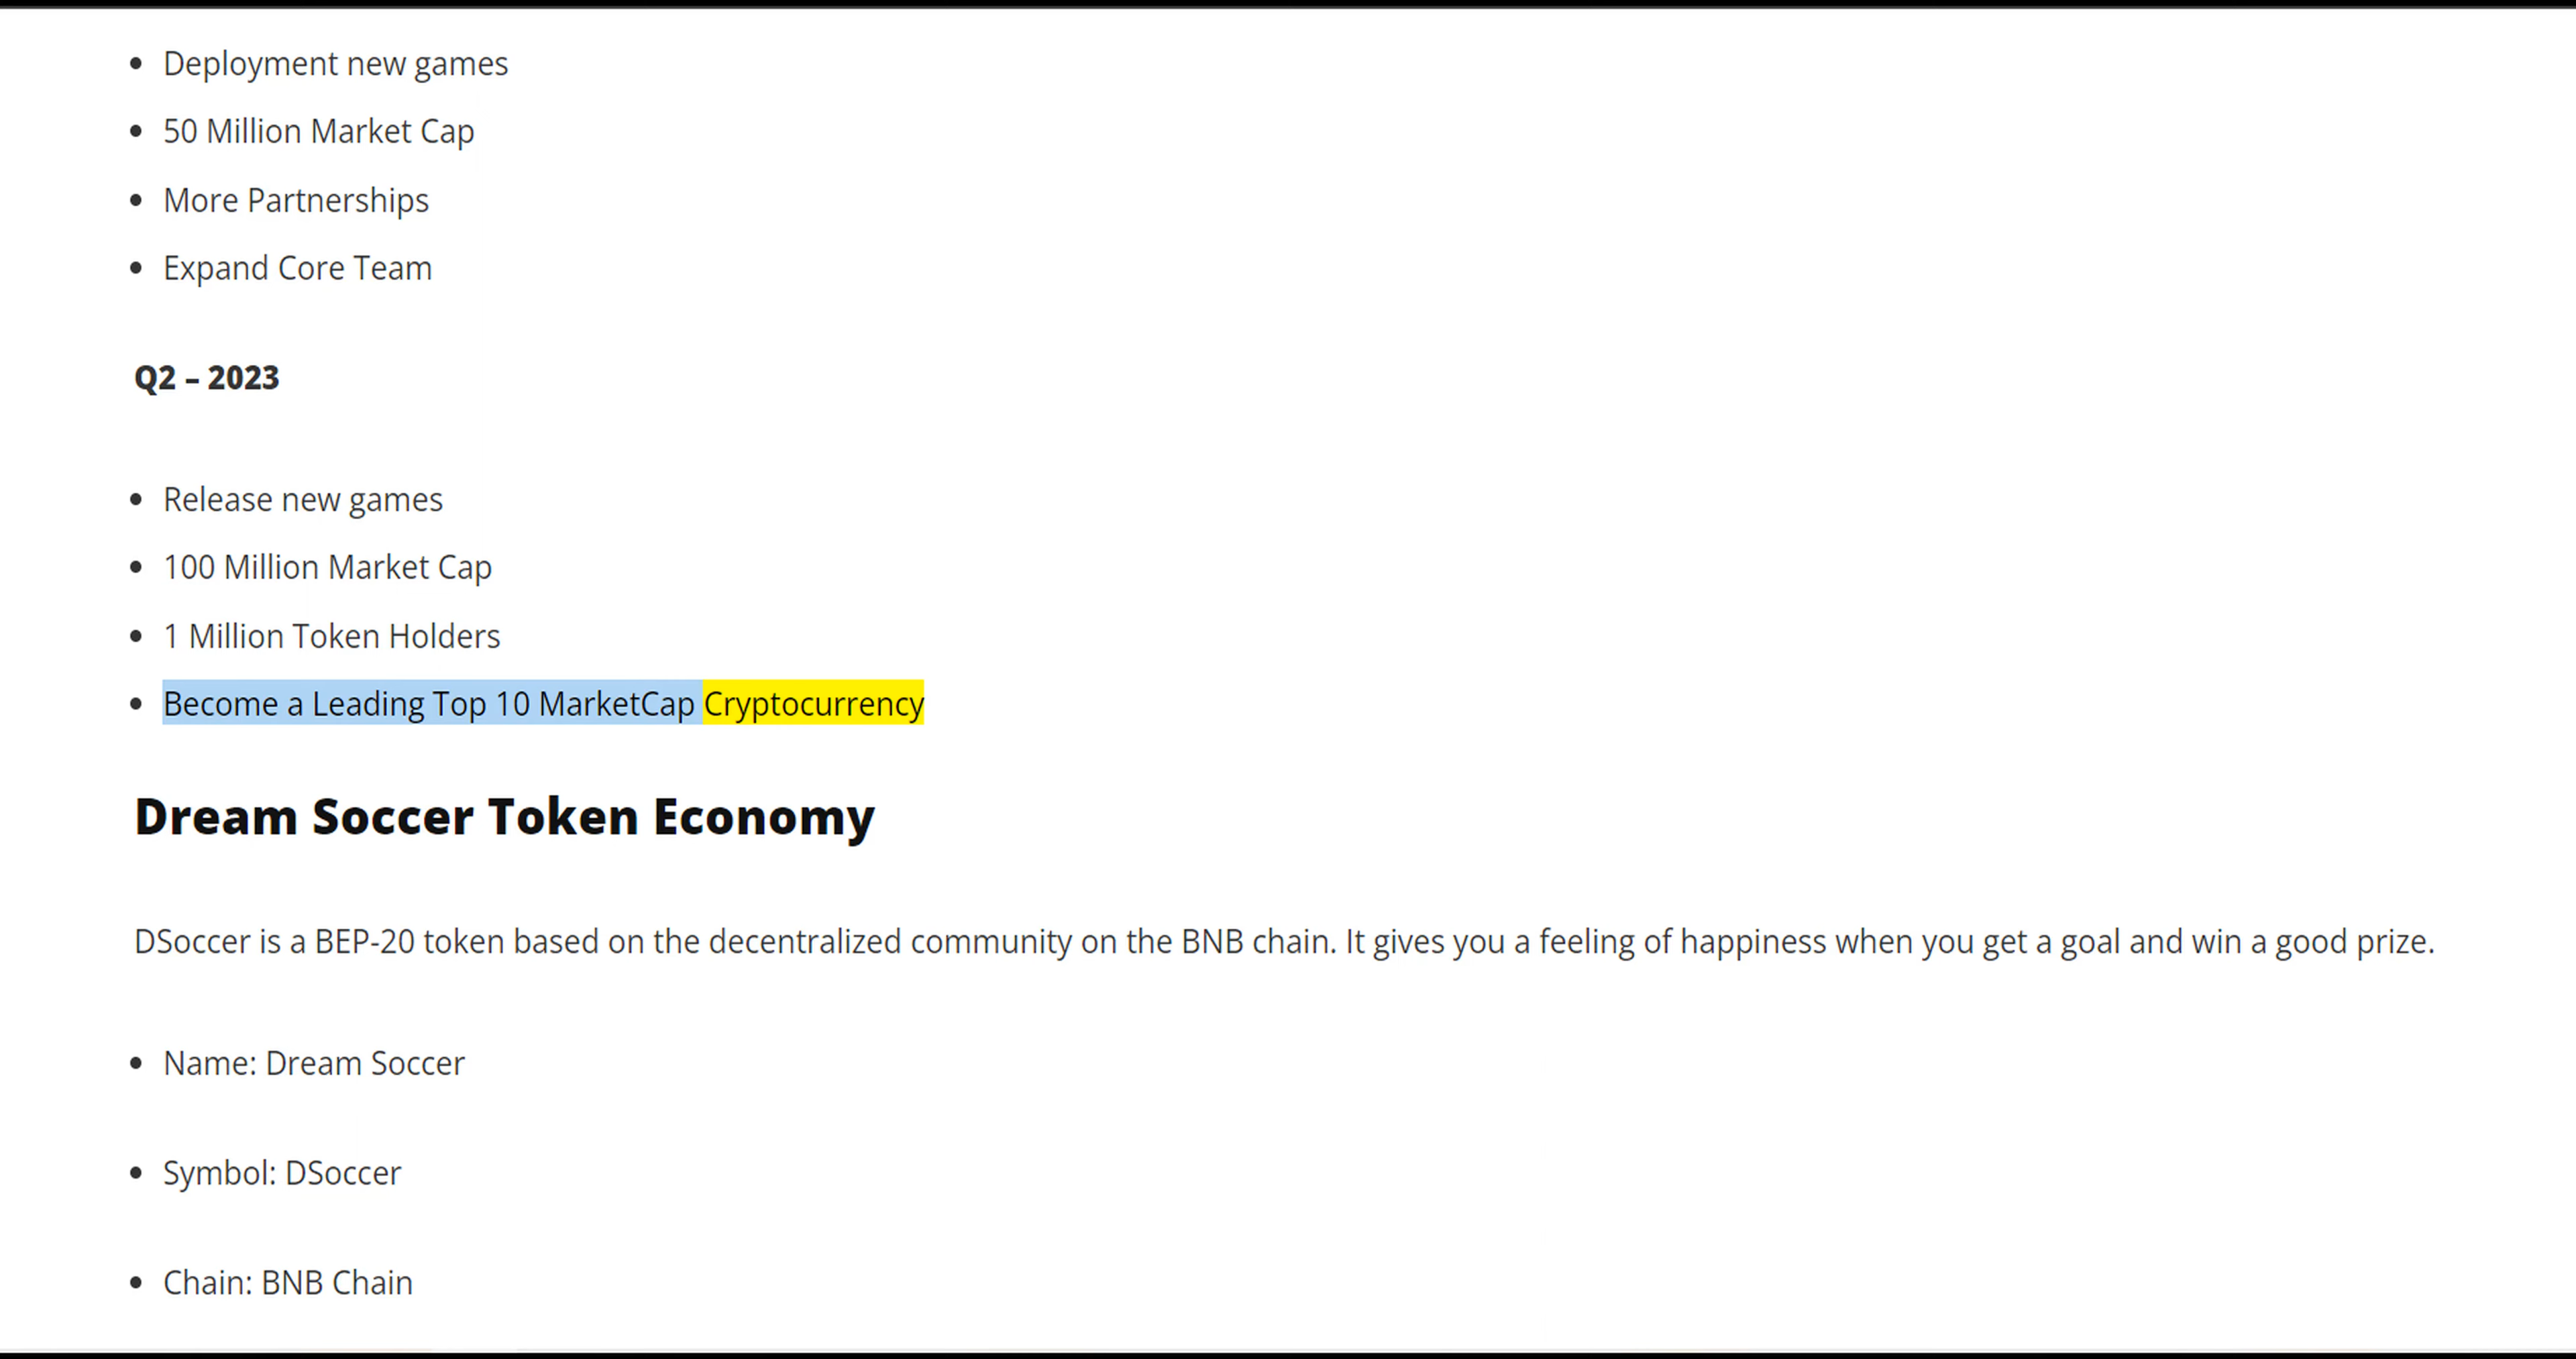 Deployment new games
50 Million Market Cap
More Partnerships
Expand Core Team
Q2 – 2023
Release new games
100 Million Market Cap
1 Million Token Holders
Become a Leading Top 10 MarketCap Cryptocurrency
Dream Soccer Token Economy
DSoccer is a BEP-20 token based on the decentralized community on the BNB chain. It gives you a feeling of happiness when you get a goal and win a good prize.
Name: Dream Soccer
Symbol: DSoccer
Chain: BNB Chain